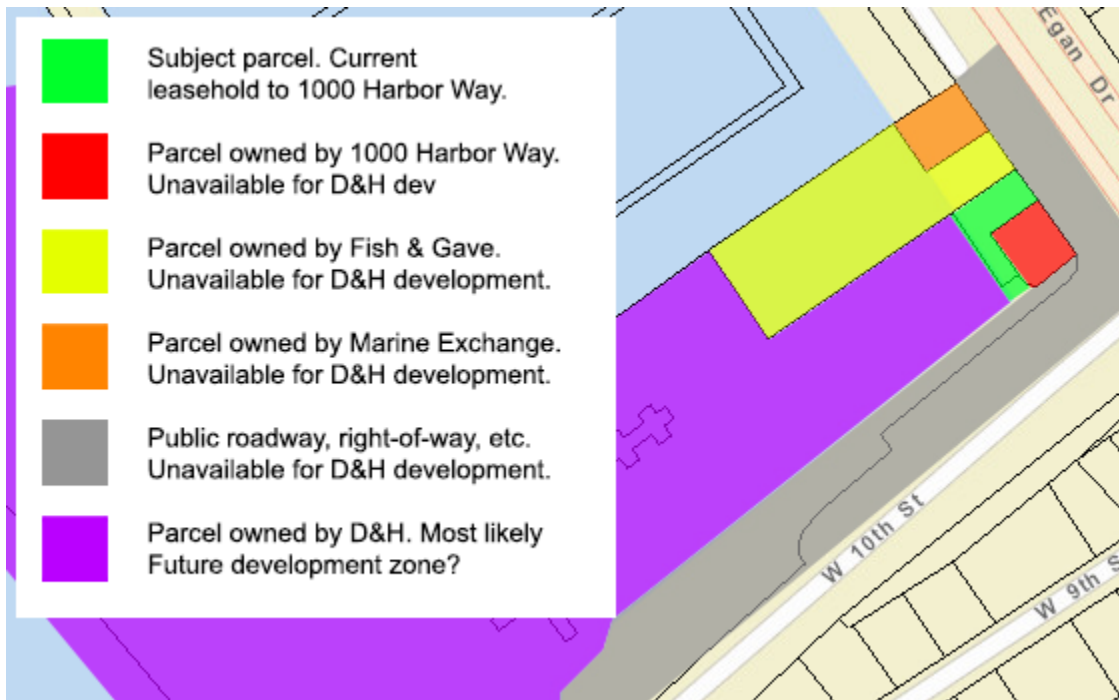 Subject parcel. Current
leasehold to 1000 Harbor Way.
Parcel owned by 1000 Harbor Way.
Unavailable for D&H dev
Parcel owned by Fish & Gave.
Unavailable for D&H development.
Parcel owned by Marine Exchange.
Unavailable for D&H development.
Public roadway, right-of-way, etc.
Unavailable for D&H development.
Parcel owned by D&H. Most likely
Future development zone?
Egan Dr
W 10th St
W 9th S